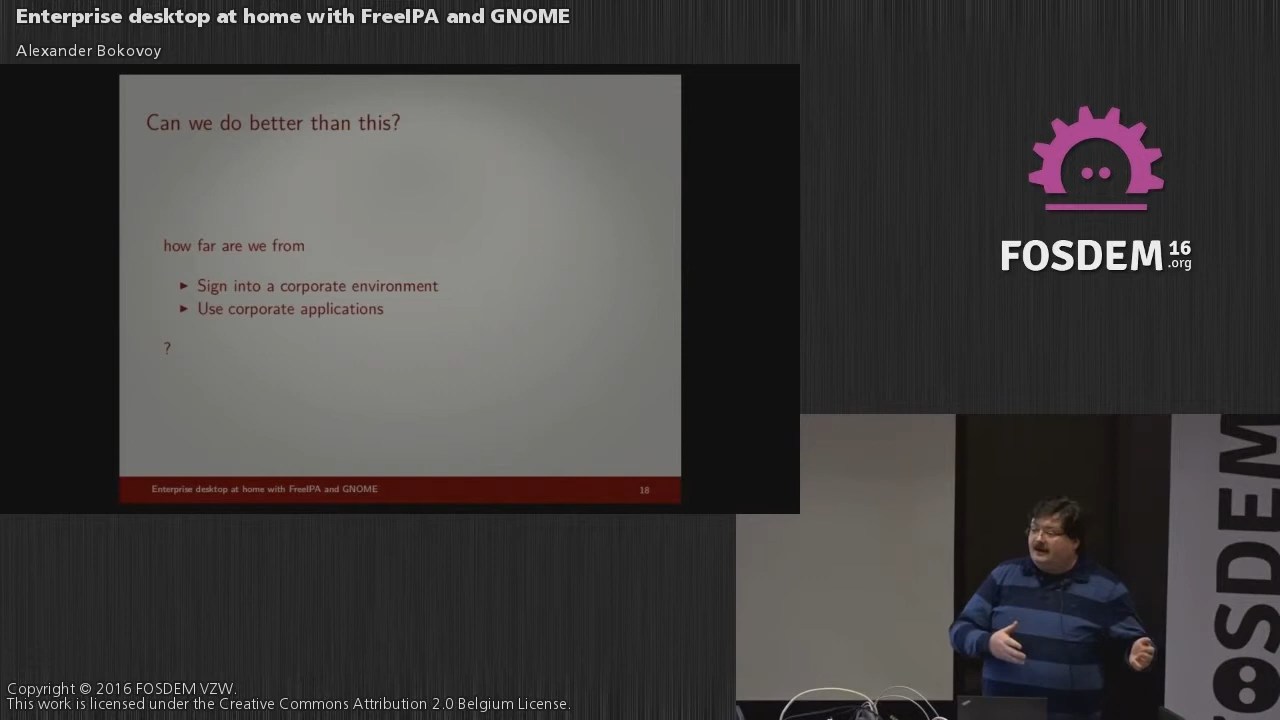 Enterprise desktop at home with FreeIPA and GNOME
Alexander Bokovoy
Can we do better than this?
how far are we from
▶ Sign into a corporate environment
▶ Use corporate applications
?
Enterprise desktop at home with FreeIPA and GNOME 18
FOSDEM 16 .org
OSDEM
Copyright © 2016 FOSDEM VZW.
This work is licensed under the Creative Commons Attribution 2.0 Belgium License.